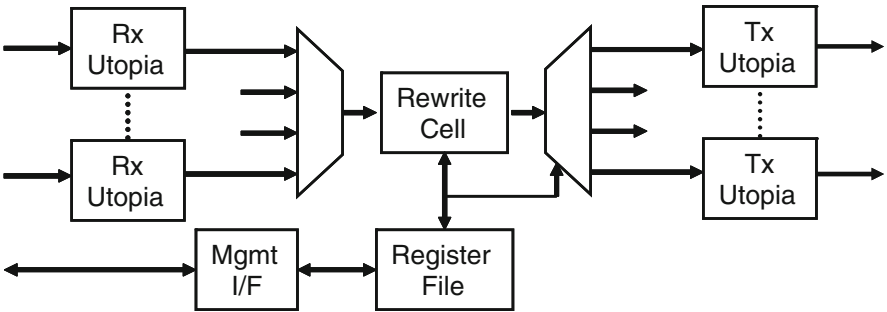 Rx
Utopia
Rewrite
Cell
Tx
Utopia
Rx
Utopia
Tx
Utopia
Mgmt
I/F
Register
File